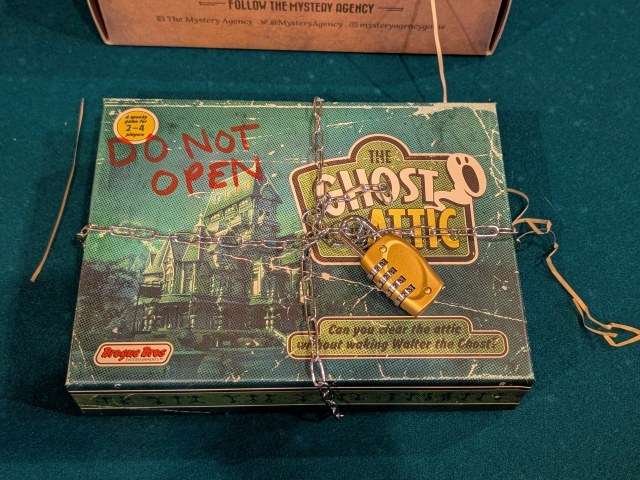 FOLLOW THE MYSTERY AGENCY
The Mystery Agency @MysteryAgency mysteryagencygame
A spooky
game for
2-4
players
DO NOT
OPEN
THE
GHOST
ATTIC
Can you clear the attic
without waking Walter the Ghost?
Brogue Bros